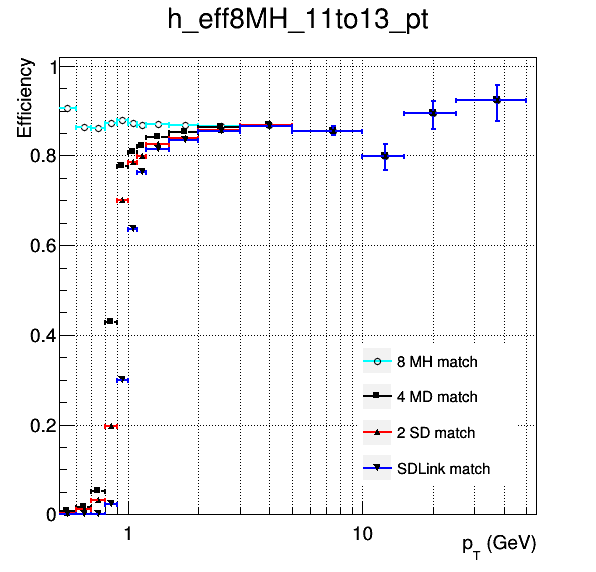 h_eff8MH_11to13_pt
Efficiency
1
0.8
0.6
0.4
0.2
0
8 MH match
4 MD match
2 SD match
SDLink match
1
10
p_T (GeV)